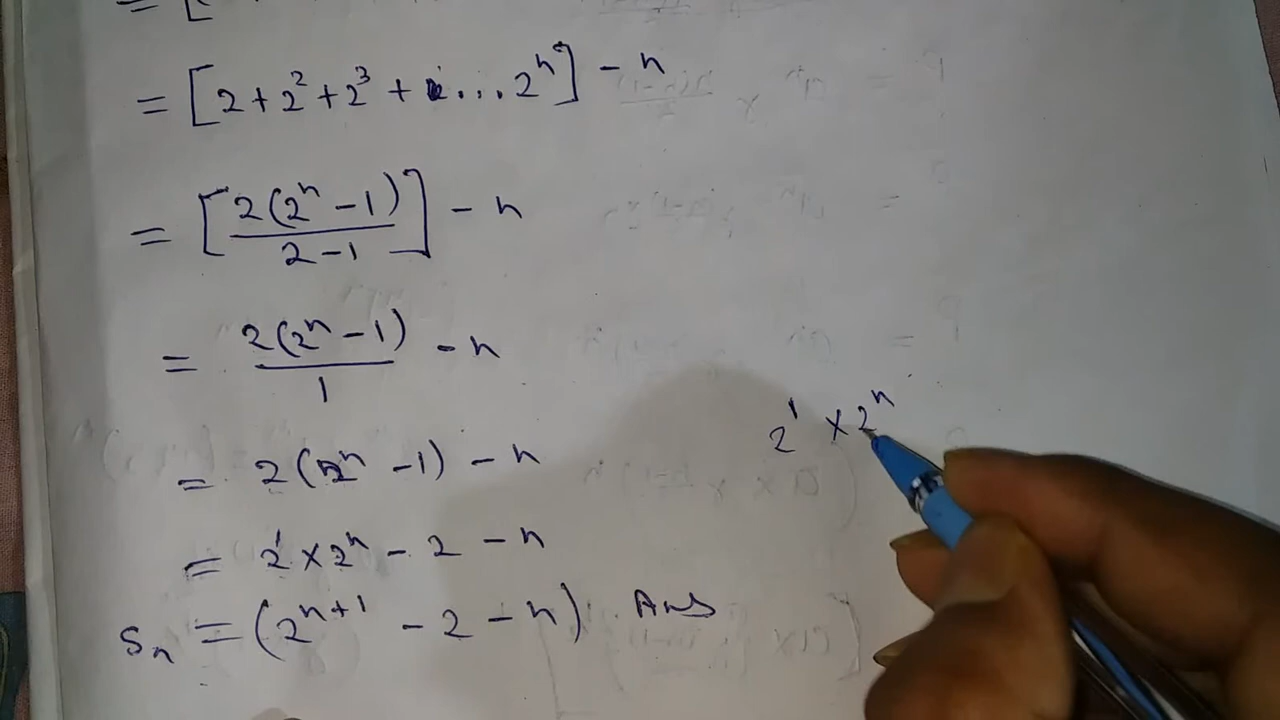 = [
= [2 + 2² + 2³ + .... 2ⁿ] - n
= [2(2ⁿ - 1) / 2 - 1] - n
= 2(2ⁿ - 1) / 1 - n
2¹ × 2ⁿ
= 2(2ⁿ - 1) - n
= 2¹ × 2ⁿ - 2 - n
Sₙ = (2ⁿ⁺¹ - 2 - n) Ans